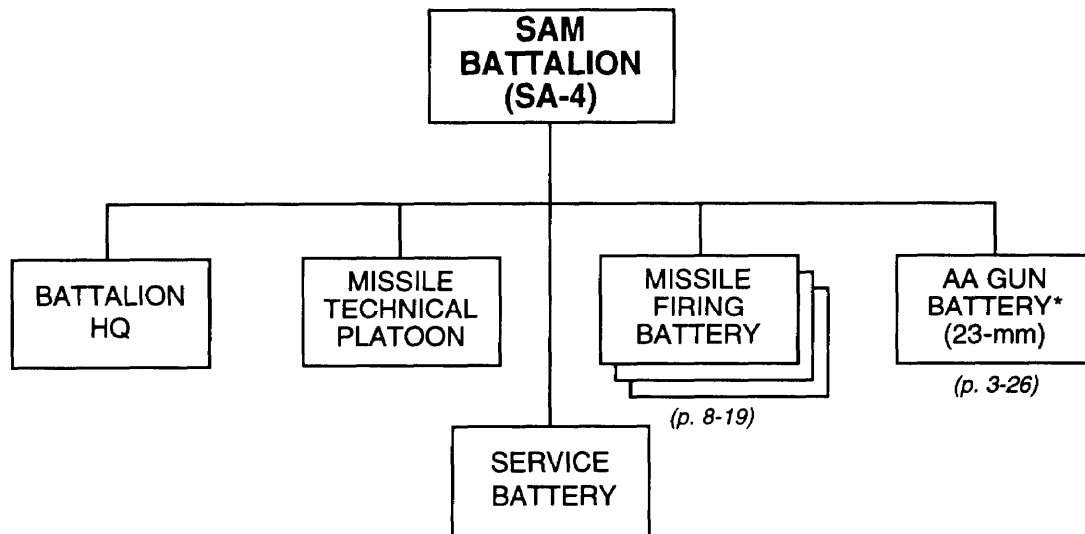 SAM
BATTALION
(SA-4)
BATTALION
HQ
MISSILE
TECHNICAL
PLATOON
MISSILE
FIRING
BATTERY
(p. 8-19)
AA GUN
BATTERY*
(23-mm)
(p. 3-26)
SERVICE
BATTERY